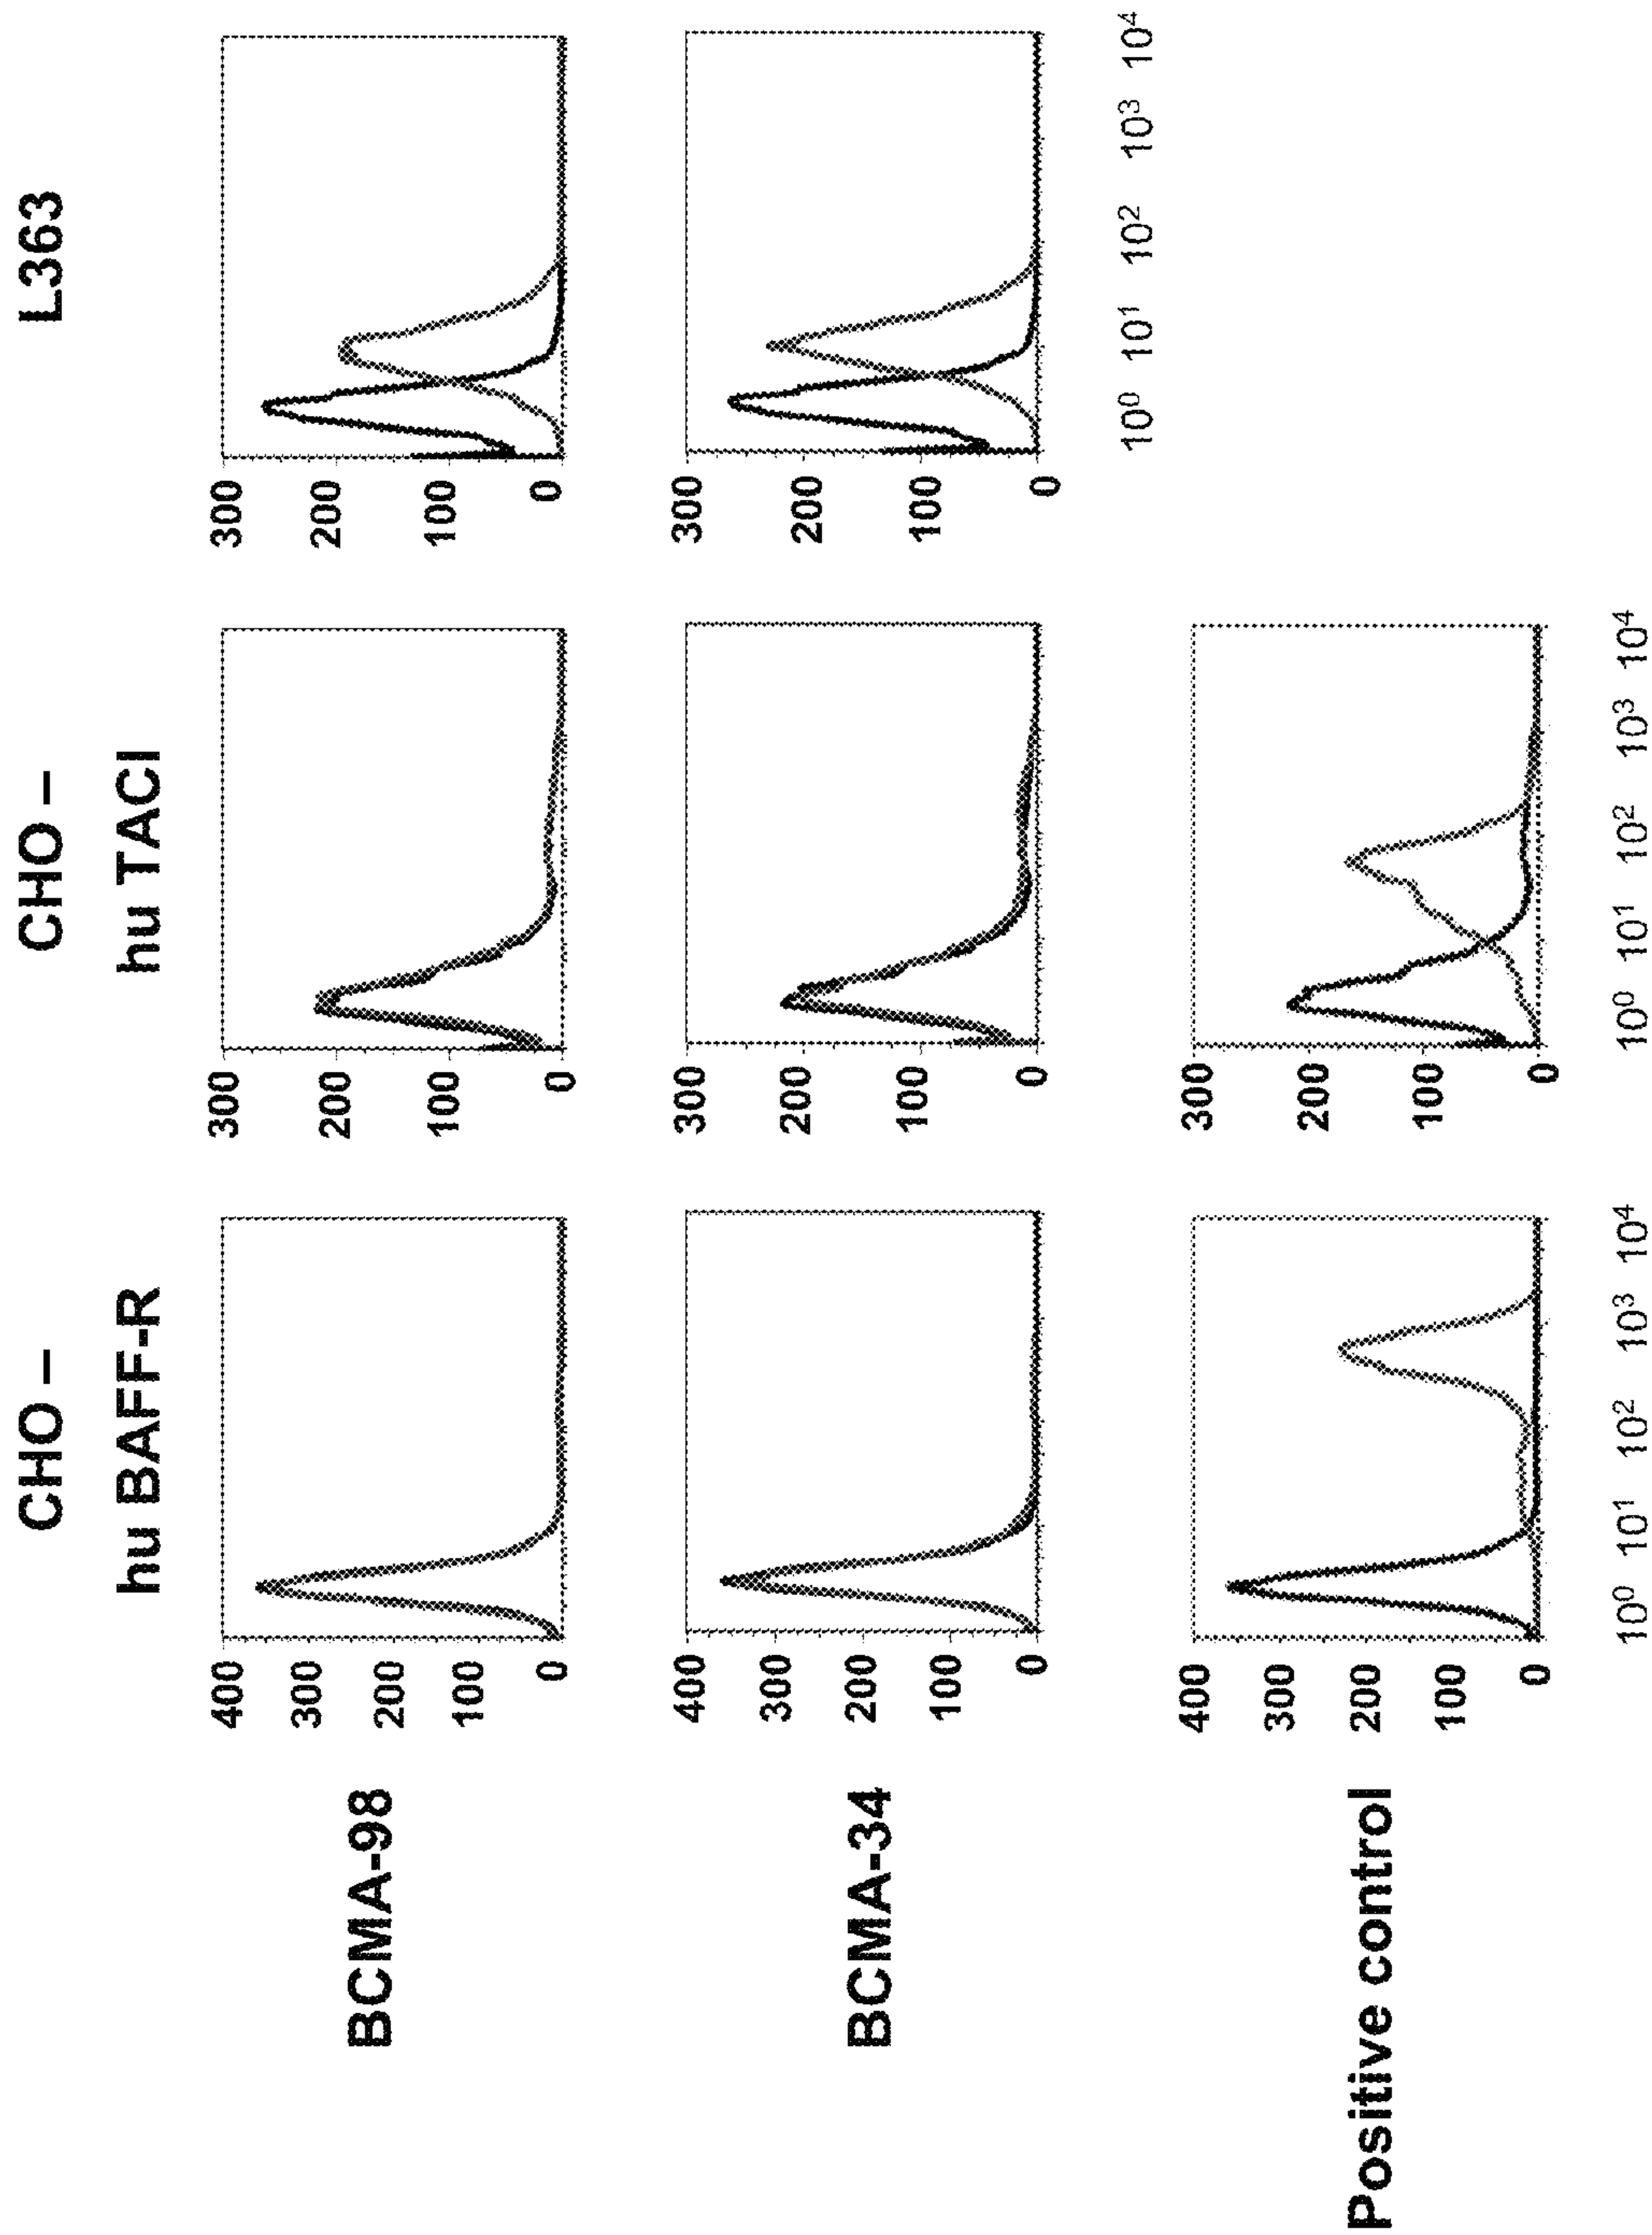 CHO – CHO – L363
hu BAFF-R hu TACI
BCMA-98
400 300 200 100 0
300 200 100 0
300 200 100 0
BCMA-34
400 300 200 100 0
300 200 100 0
300 200 100 0
10⁰ 10¹ 10² 10³ 10⁴
Positive control
400 300 200 100 0
300 200 100 0
10⁰ 10¹ 10² 10³ 10⁴ 10⁰ 10¹ 10² 10³ 10⁴